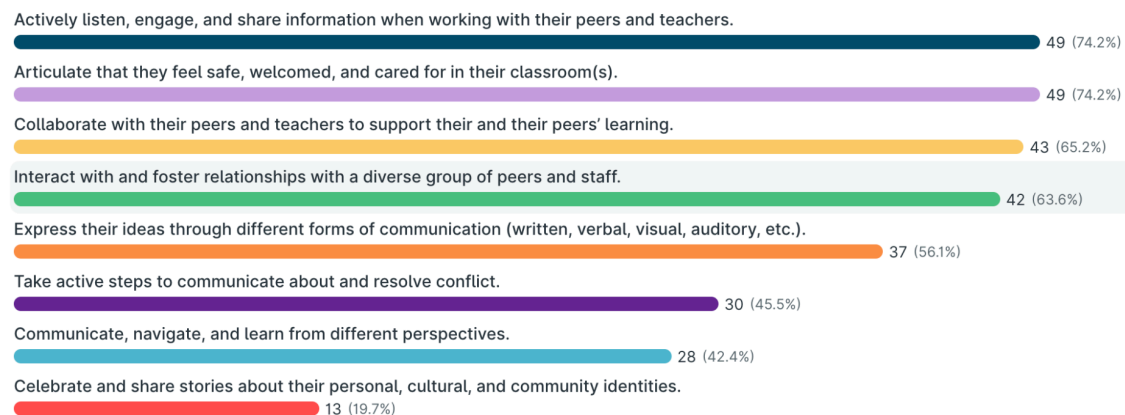 Actively listen, engage, and share information when working with their peers and teachers.
49 (74.2%)
Articulate that they feel safe, welcomed, and cared for in their classroom(s).
49 (74.2%)
Collaborate with their peers and teachers to support their and their peers’ learning.
43 (65.2%)
Interact with and foster relationships with a diverse group of peers and staff.
42 (63.6%)
Express their ideas through different forms of communication (written, verbal, visual, auditory, etc.).
37 (56.1%)
Take active steps to communicate about and resolve conflict.
30 (45.5%)
Communicate, navigate, and learn from different perspectives.
28 (42.4%)
Celebrate and share stories about their personal, cultural, and community identities.
13 (19.7%)